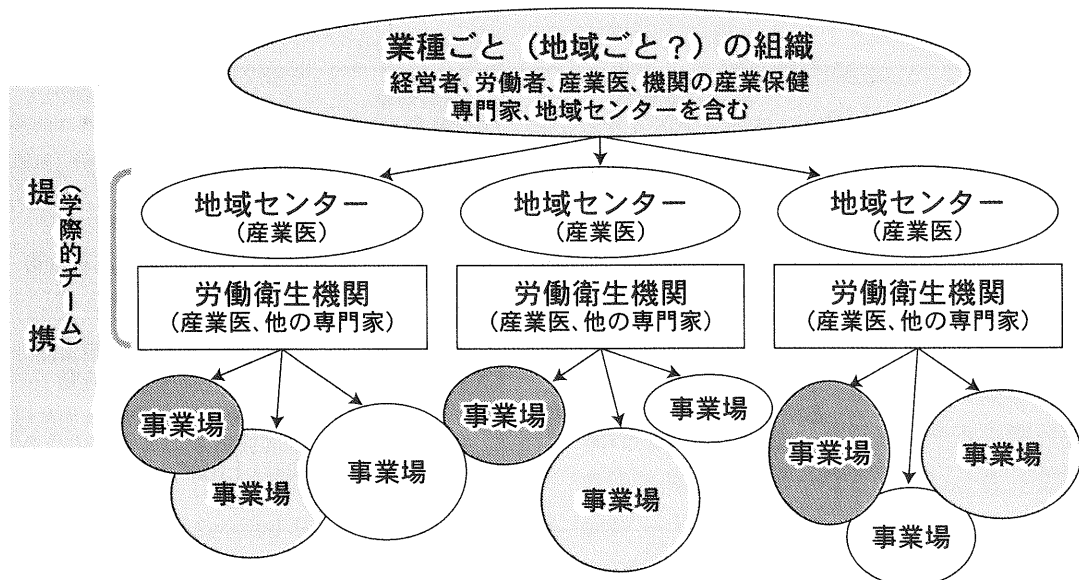 業種ごと（地域ごと？）の組織
経営者、労働者、産業医、機関の産業保健
専門家、地域センターを含む
提携
（学際的チーム）
地域センター
（産業医）
地域センター
（産業医）
地域センター
（産業医）
労働衛生機関
（産業医、他の専門家）
労働衛生機関
（産業医、他の専門家）
労働衛生機関
（産業医、他の専門家）
事業場
事業場
事業場
事業場
事業場
事業場
事業場
事業場
事業場